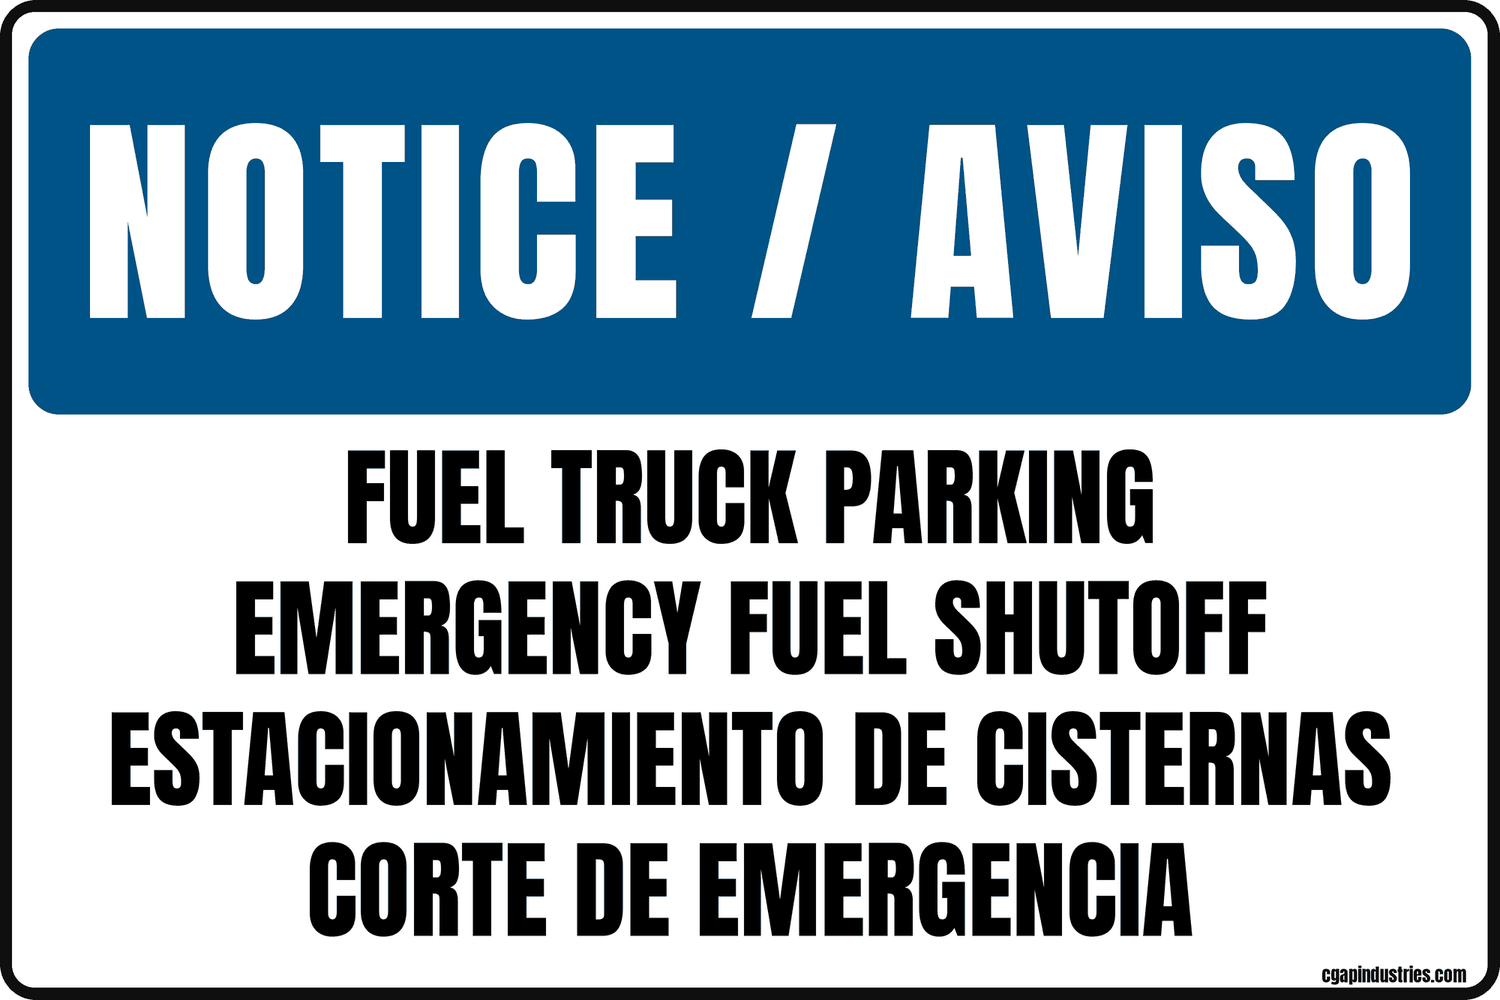 NOTICE / AVISO
FUEL TRUCK PARKING
EMERGENCY FUEL SHUTOFF
ESTACIONAMIENTO DE CISTERNAS
CORTE DE EMERGENCIA
cgapindustries.com